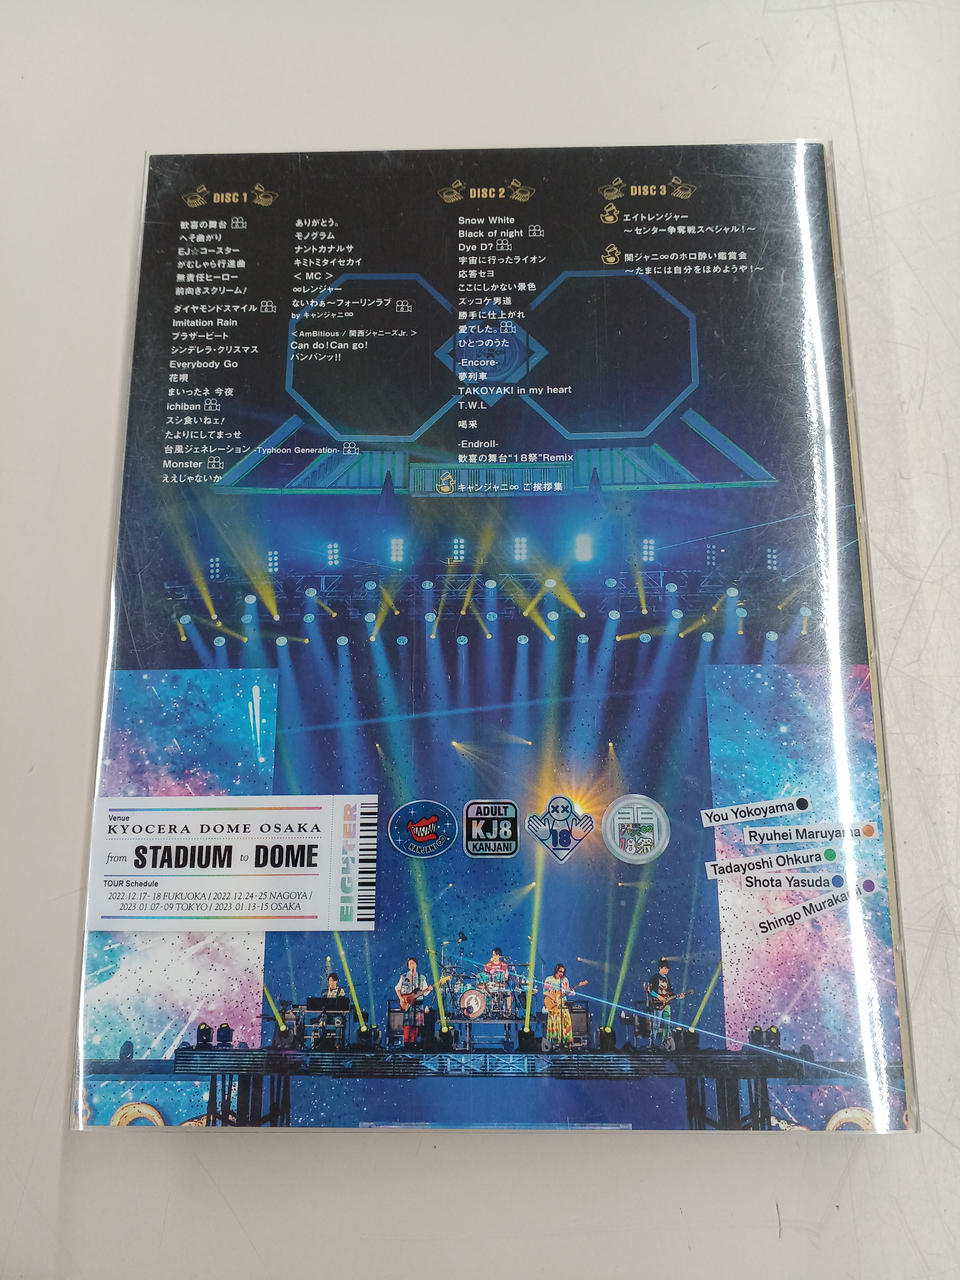 DISC 1
歓喜の舞台
へそ曲がり
EJ☆コースター
がむしゃら行進曲
無責任ヒーロー
前向きスクリーム!
ダイヤモンドスマイル
Imitation Rain
ブラザービート
シンデレラ・クリスマス
Everybody Go
花唄
まいったネ 今夜
ichiban
スシ食いねェ!
たよりにしてまっせ
台風ジェネレーション -Typhoon Generation-
Monster
ええじゃないか
ありがとう。
モノグラム
ナントカナルサ
キミトミタイセカイ
< MC >
∞レンジャー
ないわぁ〜フォーリンラブ
by キャンジャニ∞
<AmBitious / 関西ジャニーズJr. >
Can do!Can go!
バンバンッ!!
DISC 2
Snow White
Black of night
Dye D?
宇宙に行ったライオン
応答セヨ
ここにしかない景色
ズッコケ男道
勝手に仕上がれ
愛でした。
ひとつのうた
-Encore-
夢列車
TAKOYAKI in my heart
T.W.L
喝采
-Endroll-
歓喜の舞台"18祭"Remix
キャンジャニ∞ ご挨拶集
DISC 3
エイトレンジャー
〜センター争奪戦スペシャル!〜
関ジャニ∞のホロ酔い鑑賞会
〜たまには自分をほめようや!〜
Venue
KYOCERA DOME OSAKA
from STADIUM to DOME
TOUR Schedule
2022.12.17-18 FUKUOKA / 2022.12.24-25 NAGOYA /
2023.01.07-09 TOKYO / 2023.01.13-15 OSAKA
EIGHTER
KANJANI∞
ADULT
KJ8
KANJANI
18
18祭
You Yokoyama
Ryuhei Maruyama
Tadayoshi Ohkura
Shota Yasuda
Shingo Murakami